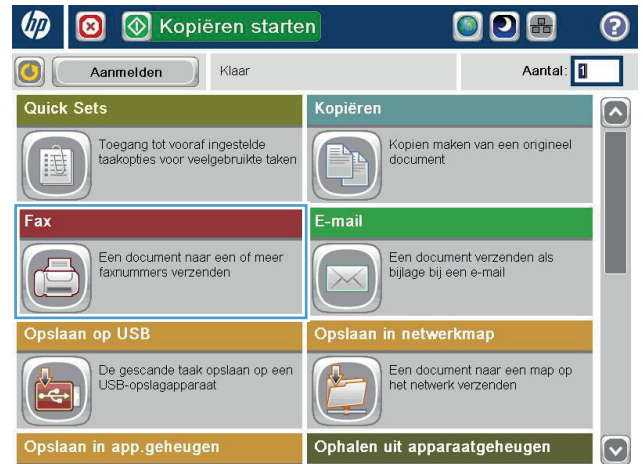 hp Kopiëren starten ?
Aanmelden Klaar Aantal: 1
Quick Sets
Toegang tot vooraf
ingestelde
taakopties voor veelgebruikte taken
Kopiëren
Kopien maken van een origineel
document
Fax
Een document naar een of meer
faxnummers verzenden
E-mail
Een document verzenden als
bijlage bij een e-mail
Opslaan op USB
De gescande taak opslaan op een
USB-opslagapparaat
Opslaan in netwerkmap
Een document naar een map op
het netwerk verzenden
Opslaan in app.geheugen
Ophalen uit apparaatgeheugen